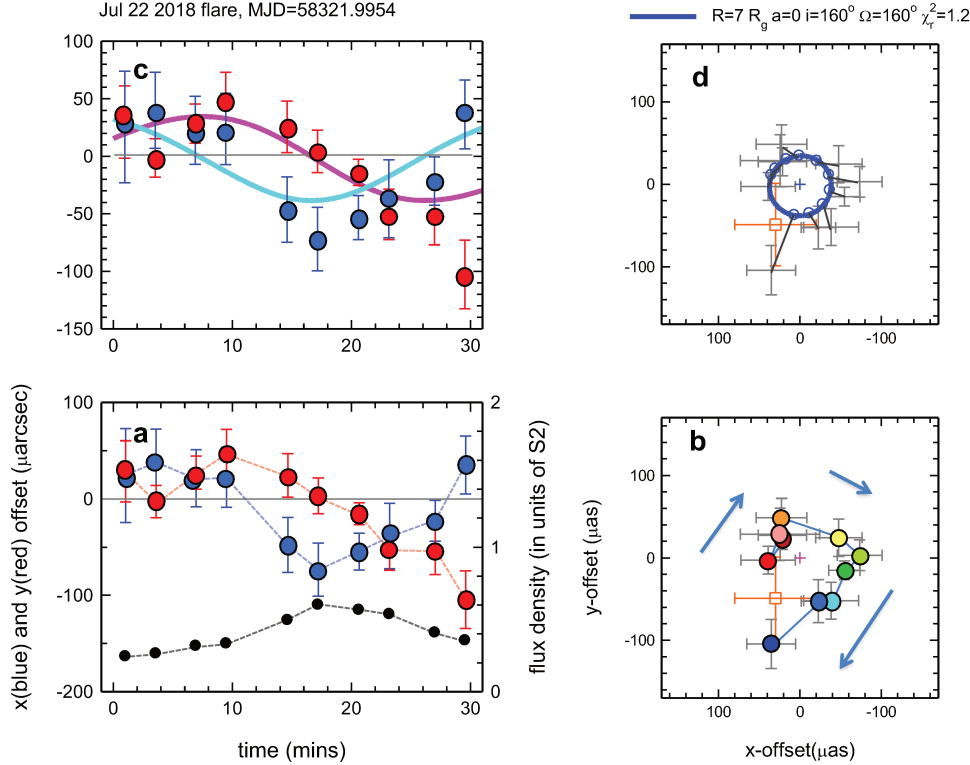 Jul 22 2018 flare, MJD=58321.9954
R=7 R_g a=0 i=160° Ω=160° χ_r^2=1.2
c
100
50
0
-50
-100
-150
0 10 20 30
d
100
0
-100
100 0 -100
a
x(blue) and y(red) offset (μarcsec)
100
0
-100
-200
2
1
0
flux density (in units of S2)
0 10 20 30
time (mins)
b
y-offset (μas)
100
0
-100
100 0 -100
x-offset(μas)